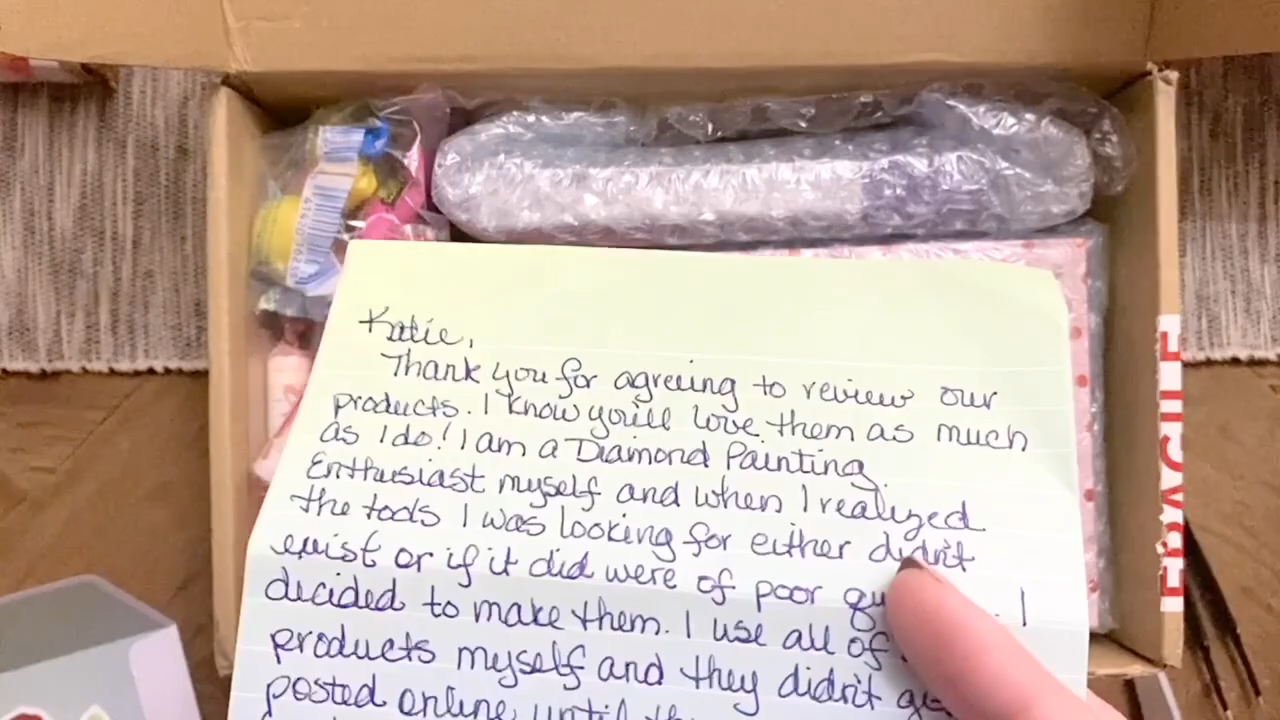 Katie,
Thank you for agreeing to review our
products. I know you'll love them as much
as I do! I am a Diamond Painting
Enthusiast myself and when I realized
the tools I was looking for either didn't
exist or if it did were of poor
decided to make them. I use all of
products myself and they didn't
posted online until
FRAGILE